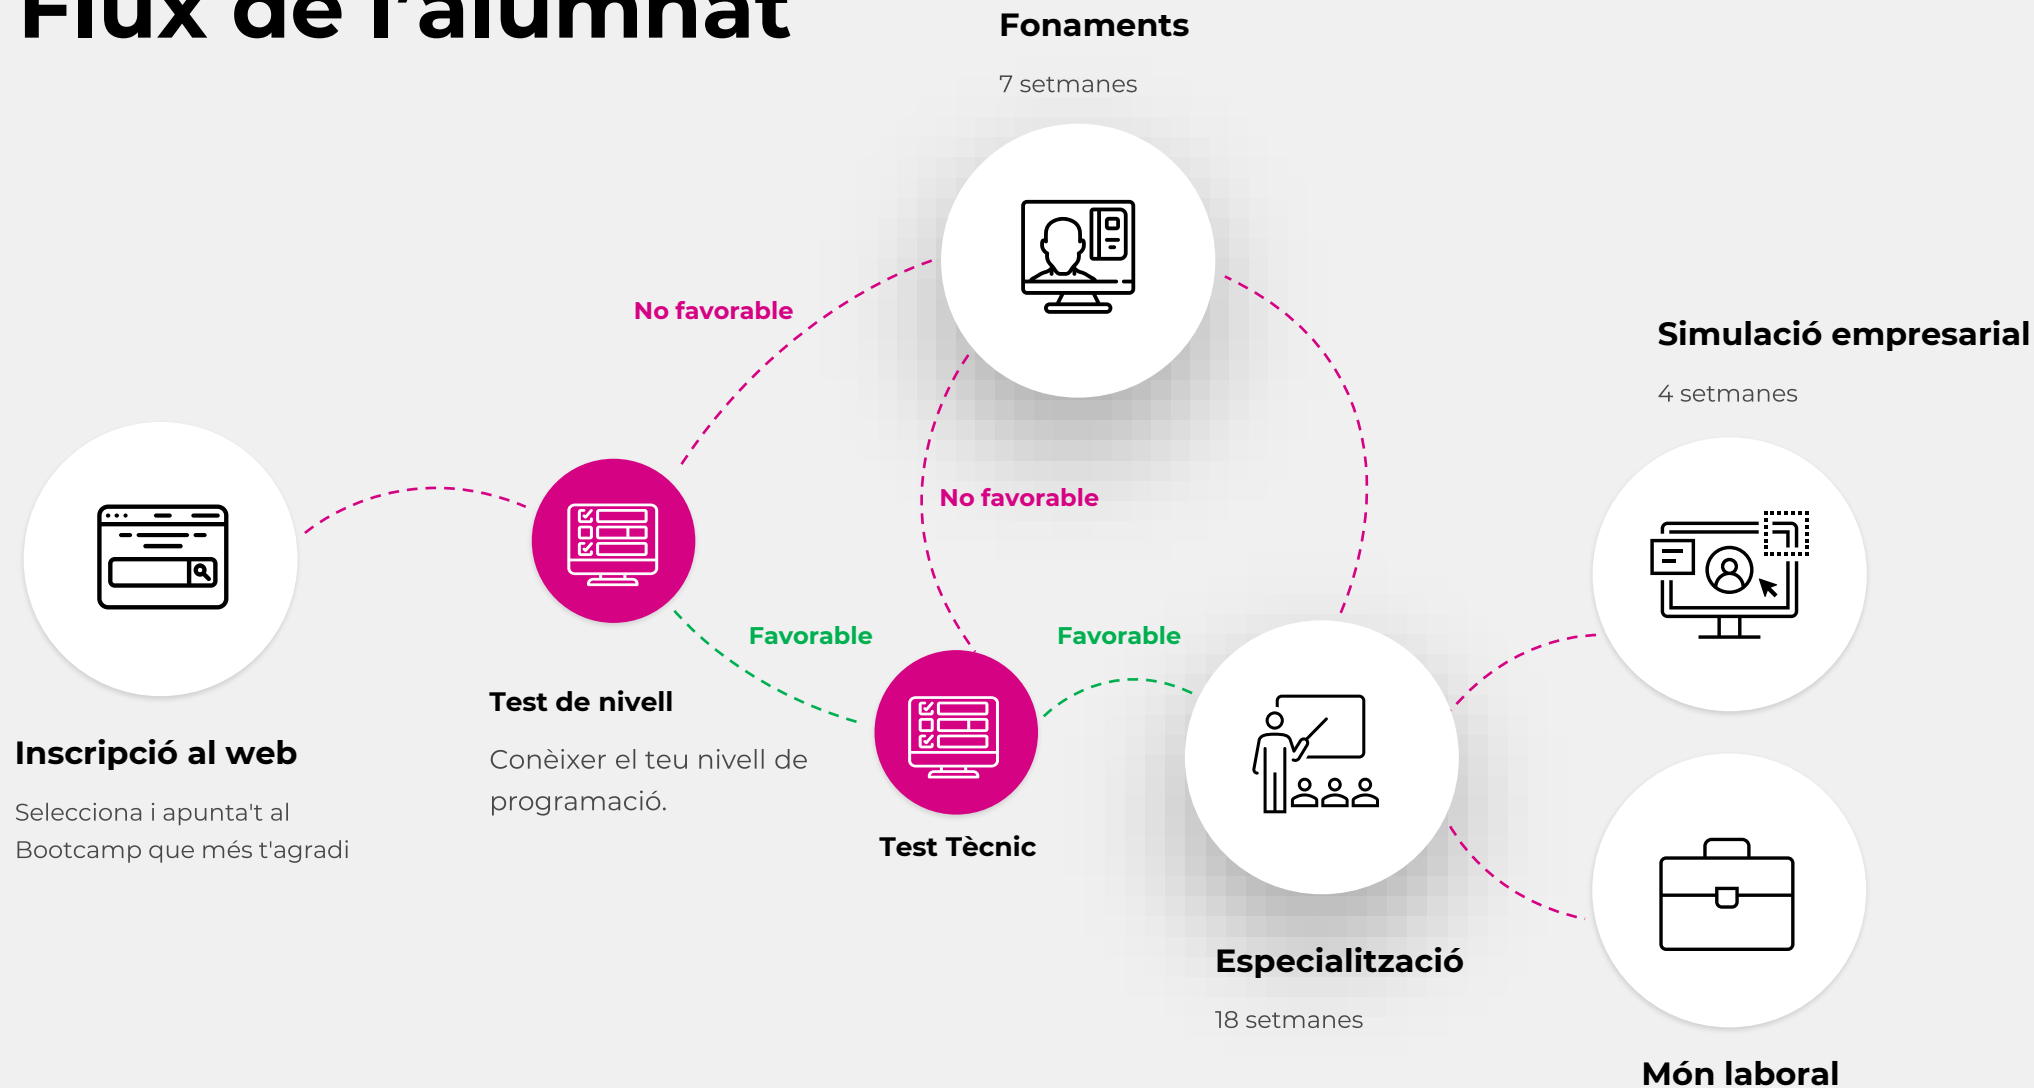 Flux de l'alumnat
Fonaments
7 setmanes
No favorable
Simulació empresarial
4 setmanes
No favorable
Favorable
Favorable
Test de nivell
Conèixer el teu nivell de
programació.
Inscripció al web
Selecciona i apunta't al
Bootcamp que més t'agradi
Test Tècnic
Especialització
18 setmanes
Món laboral